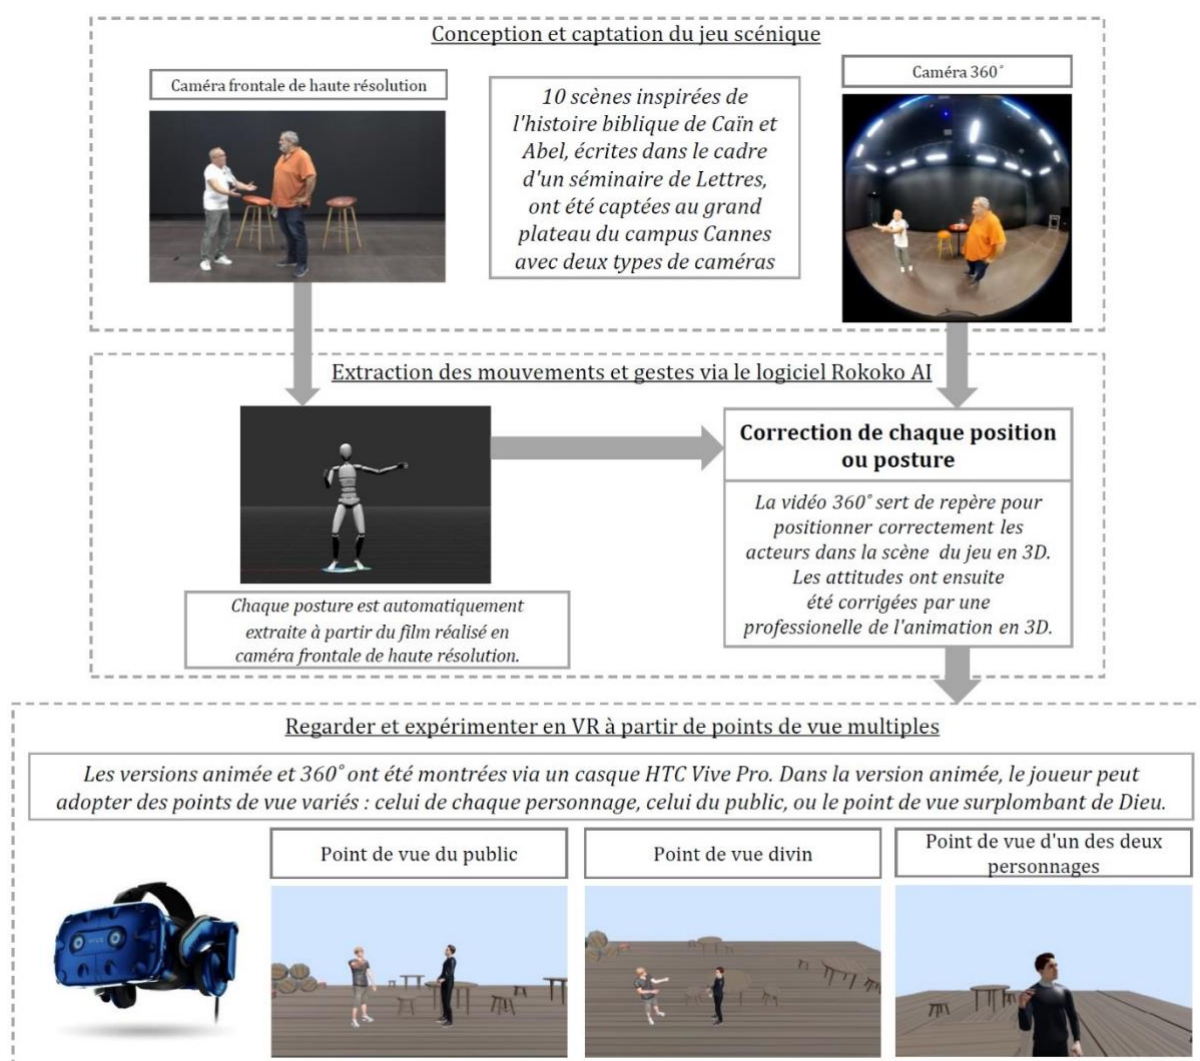 Conception et captation du jeu scénique
Caméra frontale de haute résolution
10 scènes inspirées de
l'histoire biblique de Caïn et
Abel, écrites dans le cadre
d'un séminaire de Lettres,
ont été captées au grand
plateau du campus Cannes
avec deux types de caméras
Caméra 360°
Extraction des mouvements et gestes via le logiciel Rokoko AI
Chaque posture est automatiquement
extraite à partir du film réalisé en
caméra frontale de haute résolution.
Correction de chaque position
ou posture
La vidéo 360° sert de repère pour
positionner correctement les
acteurs dans la scène du jeu en 3D.
Les attitudes ont ensuite
été corrigées par une
professionelle de l'animation en 3D.
Regarder et expérimenter en VR à partir de points de vue multiples
Les versions animée et 360° ont été montrées via un casque HTC Vive Pro. Dans la version animée, le joueur peut
adopter des points de vue variés : celui de chaque personnage, celui du public, ou le point de vue surplombant de Dieu.
VIVE
Point de vue du public
Point de vue divin
Point de vue d'un des deux
personnages